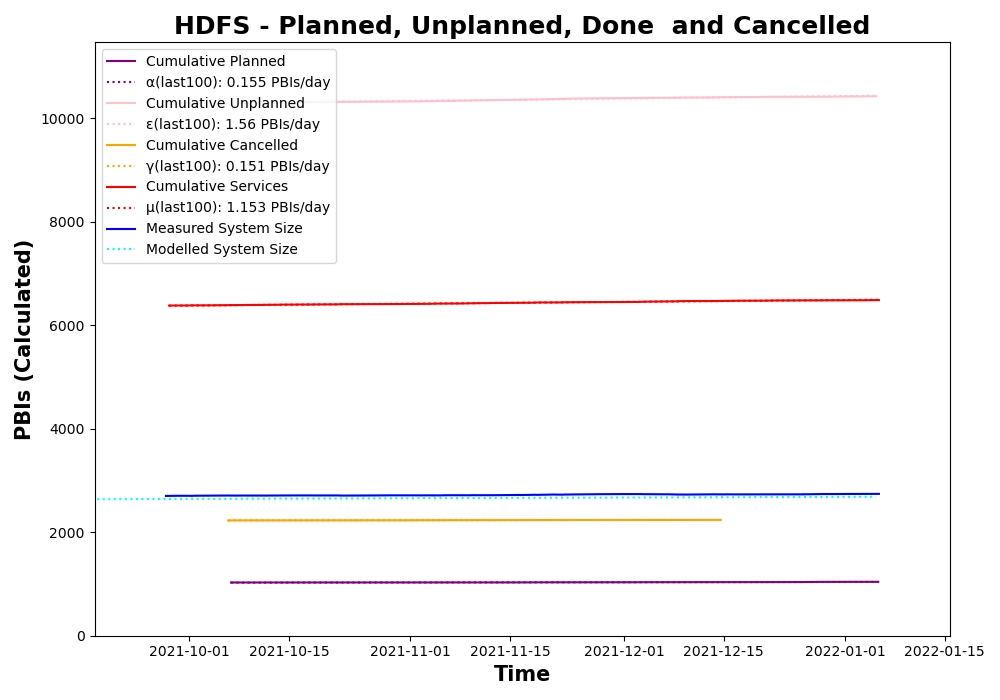 HDFS - Planned, Unplanned, Done  and Cancelled
Cumulative Planned
α(last100): 0.155 PBIs/day
Cumulative Unplanned
ε(last100): 1.56 PBIs/day
Cumulative Cancelled
γ(last100): 0.151 PBIs/day
Cumulative Services
μ(last100): 1.153 PBIs/day
Measured System Size
Modelled System Size
PBIs (Calculated)
10000
8000
6000
4000
2000
0
2021-10-01
2021-10-15
2021-11-01
2021-11-15
2021-12-01
2021-12-15
2022-01-01
2022-01-15
Time